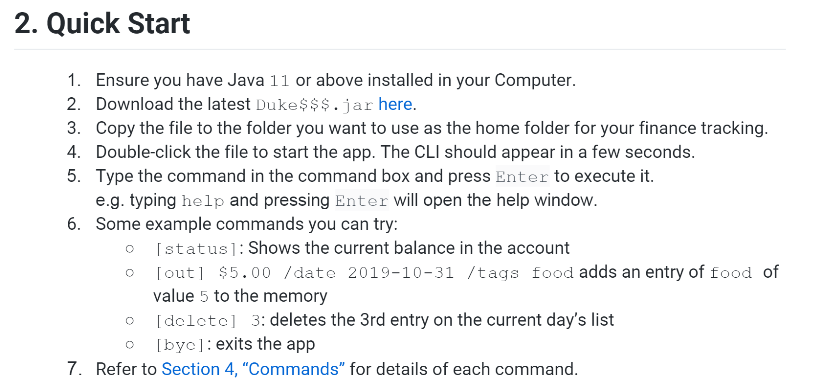 2. Quick Start
1. Ensure you have Java 11 or above installed in your Computer.
2. Download the latest Duke$$$.jar here.
3. Copy the file to the folder you want to use as the home folder for your finance tracking.
4. Double-click the file to start the app. The CLI should appear in a few seconds.
5. Type the command in the command box and press Enter to execute it.
e.g. typing help and pressing Enter will open the help window.
6. Some example commands you can try:
○ [status]: Shows the current balance in the account
○ [out] $5.00 /date 2019-10-31 /tags food adds an entry of food of
value 5 to the memory
○ [delete] 3: deletes the 3rd entry on the current day’s list
○ [bye]: exits the app
7. Refer to Section 4, “Commands” for details of each command.